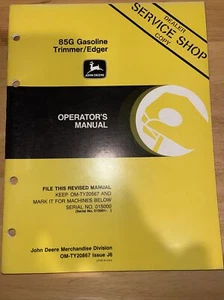 85G Gasoline
Trimmer/Edger
DEALER
SERVICE SHOP
COPY
JOHN DEERE
OPERATOR'S
MANUAL
FILE THIS REVISED MANUAL
KEEP OM-TY20567 AND
MARK IT FOR MACHINES BELOW
SERIAL NO. 015000
John Deere Merchandise Division
OM-TY20867 Issue J6